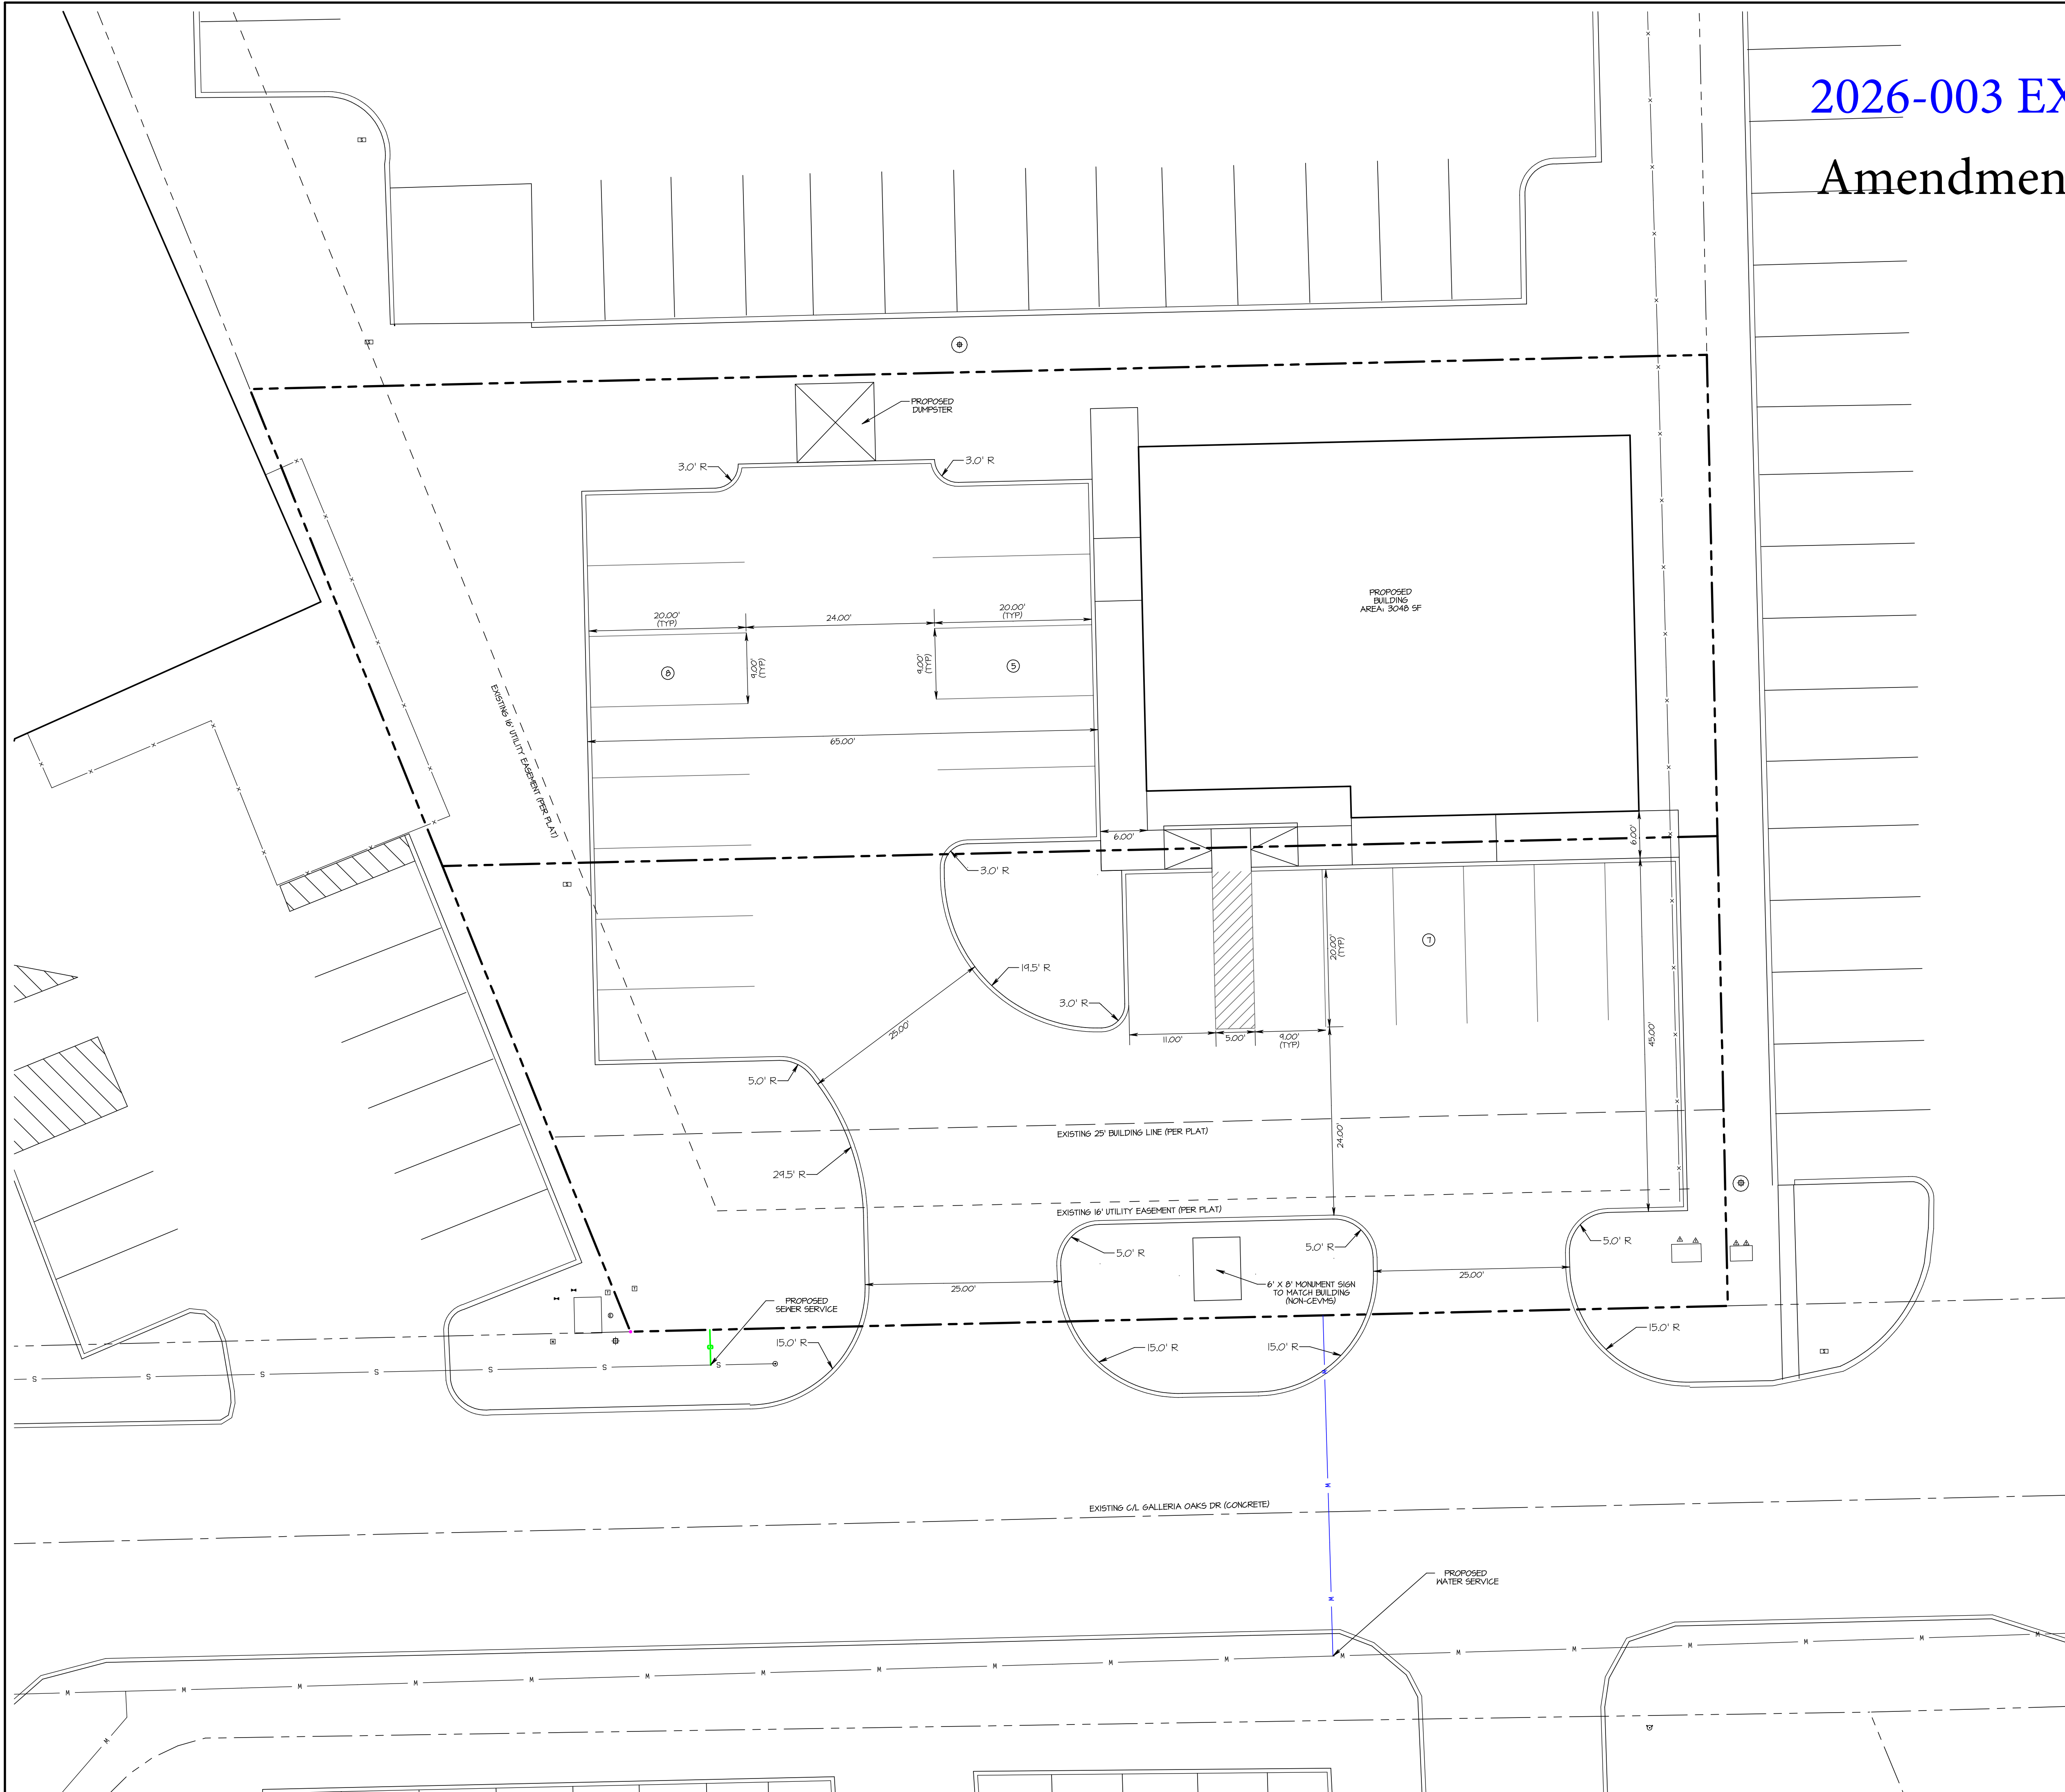 2026-003 EX
Amendmen
PROPOSED
DUMPSTER
3.0' R
3.0' R
PROPOSED
BUILDING
AREA: 3048 SF
20.00'
(TYP)
24.00'
20.00'
(TYP)
9.00'
(TYP)
9.00'
(TYP)
8
5
65.00'
EXISTING 16' UTILITY EASEMENT (PER PLAT)
6.00'
6.00'
3.0' R
7
20.00'
(TYP)
19.5' R
3.0' R
25.00'
11.00'
5.00'
9.00'
(TYP)
45.00'
5.0' R
24.00'
EXISTING 25' BUILDING LINE (PER PLAT)
29.5' R
EXISTING 16' UTILITY EASEMENT (PER PLAT)
5.0' R
5.0' R
5.0' R
25.00'
25.00'
6' X 8' MONUMENT SIGN
TO MATCH BUILDING
(NON-CEVMS)
PROPOSED
SEWER SERVICE
15.0' R
15.0' R
15.0' R
15.0' R
S S S S S S S
EXISTING C/L GALLERIA OAKS DR (CONCRETE)
PROPOSED
WATER SERVICE